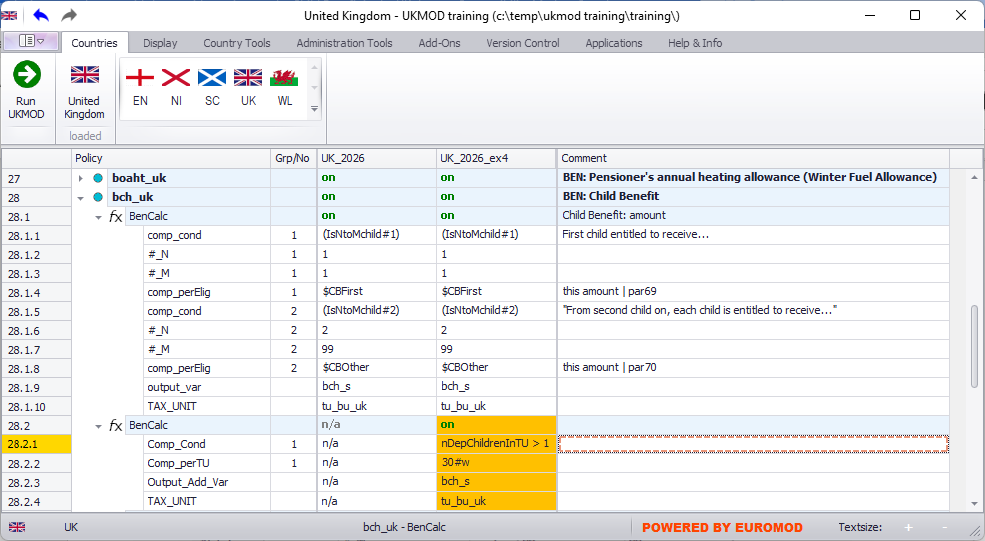 United Kingdom - UKMOD training (c:\temp\ukmod training\training\)
Countries Display Country Tools Administration Tools Add-Ons Version Control Applications Help & Info
Run UKMOD
United Kingdom
loaded
EN NI SC UK WL
Policy Grp/No UK_2026 UK_2026_ex4 Comment
27 boaht_uk on on BEN: Pensioner's annual heating allowance (Winter Fuel Allowance)
28 bch_uk on on BEN: Child Benefit
28.1 fx BenCalc on on Child Benefit: amount
28.1.1 comp_cond 1 (IsNtoMchild#1) (IsNtoMchild#1) First child entitled to receive...
28.1.2 #_N 1 1 1
28.1.3 #_M 1 1 1
28.1.4 comp_perElig 1 $CBFirst $CBFirst this amount | par69
28.1.5 comp_cond 2 (IsNtoMchild#2) (IsNtoMchild#2) "From second child on, each child is entitled to receive..."
28.1.6 #_N 2 2 2
28.1.7 #_M 2 99 99
28.1.8 comp_perElig 2 $CBOther $CBOther this amount | par70
28.1.9 output_var bch_s bch_s
28.1.10 TAX_UNIT tu_bu_uk tu_bu_uk
28.2 fx BenCalc n/a on
28.2.1 Comp_Cond 1 n/a nDepChildrenInTU > 1
28.2.2 Comp_perTU 1 n/a 30#w
28.2.3 Output_Add_Var n/a bch_s
28.2.4 TAX_UNIT n/a tu_bu_uk
UK bch_uk - BenCalc POWERED BY EUROMOD Textsize: + -